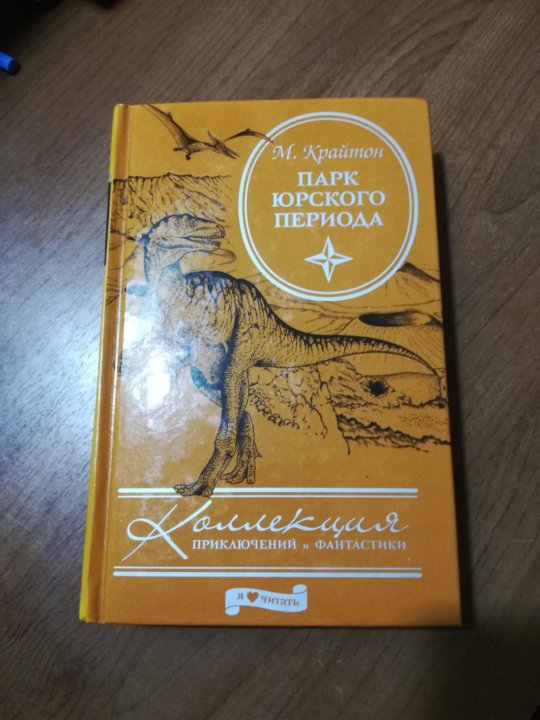 М. Крайтон
ПАРК
ЮРСКОГО
ПЕРИОДА
Коллекция
ПРИКЛЮЧЕНИЙ и ФАНТАСТИКИ
я ♥ читать